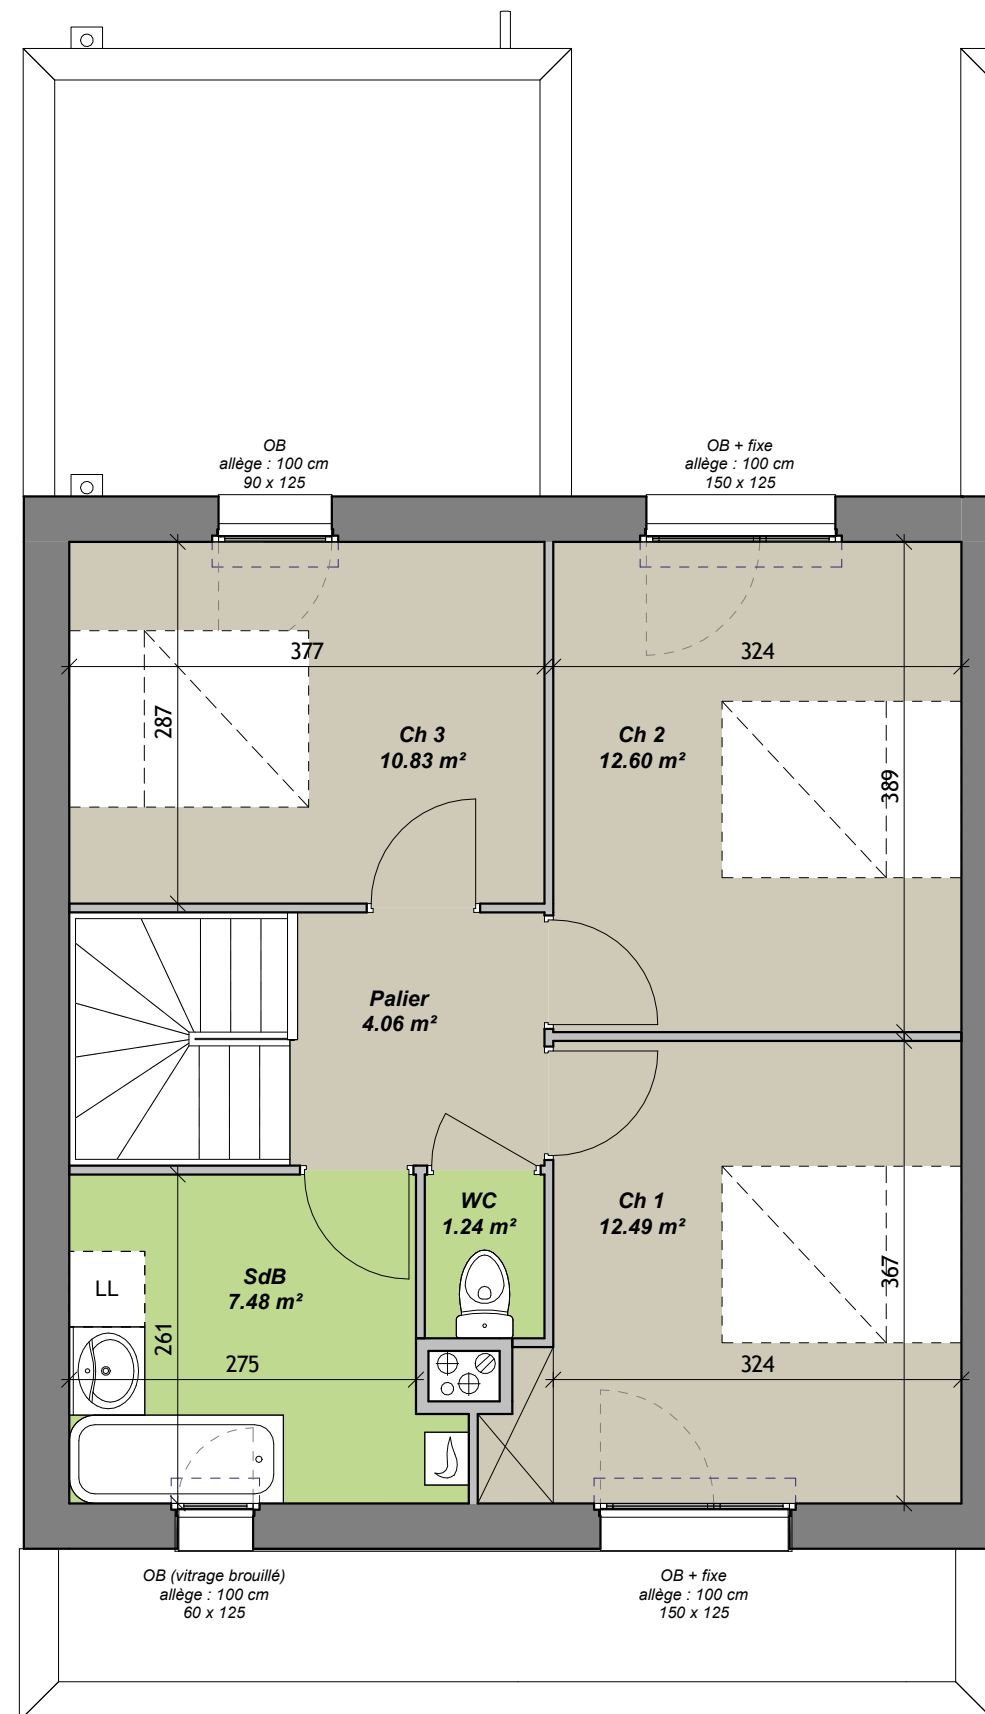 OB
allège : 100 cm
90 x 125
OB + fixe
allège : 100 cm
150 x 125
377
324
287
Ch 3
10.83 m²
Ch 2
12.60 m²
389
Palier
4.06 m²
WC
1.24 m²
Ch 1
12.49 m²
SdB
7.48 m²
LL
261
367
275
324
OB (vitrage brouillé)
allège : 100 cm
60 x 125
OB + fixe
allège : 100 cm
150 x 125